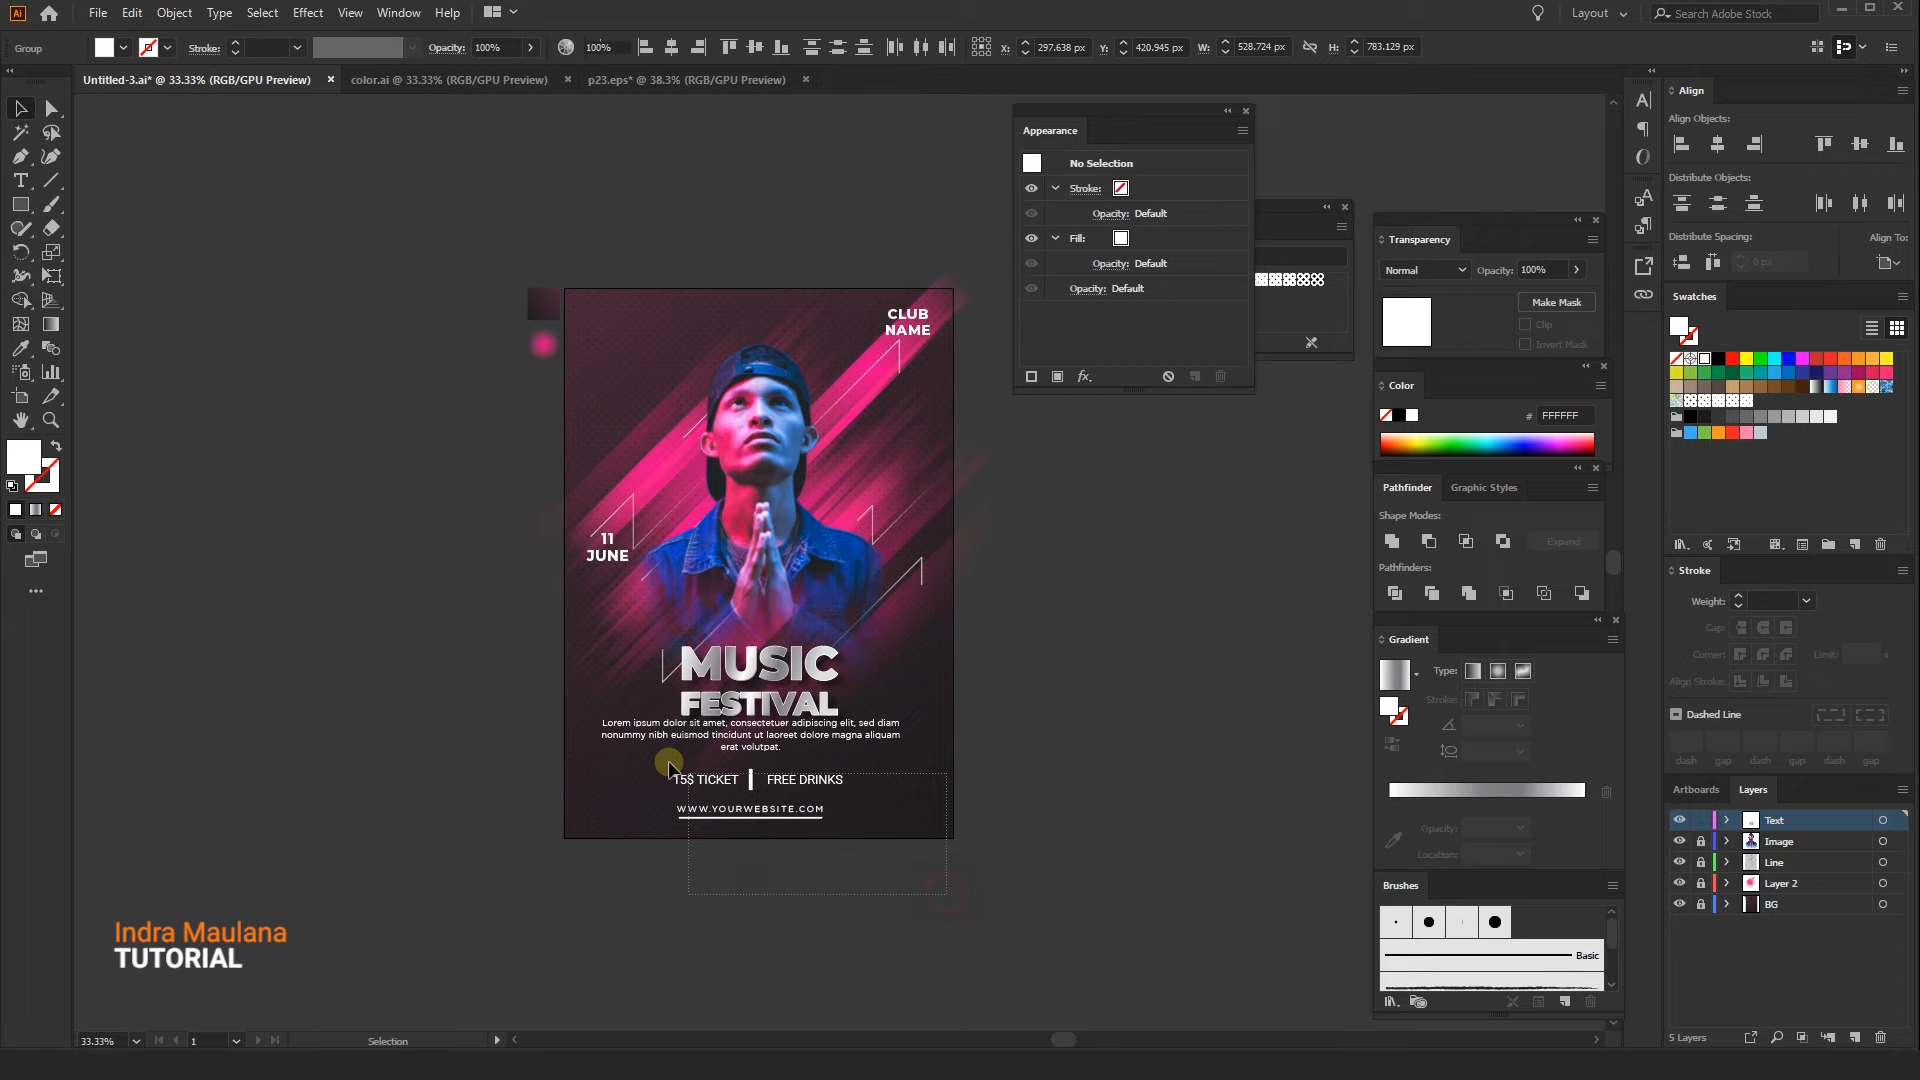 File Edit Object Type Select Effect View Window Help
Layout
Search Adobe Stock
Group
Stroke:
Opacity: 100%
100%
X: 297.638 px
Y: 420.945 px
W: 528.724 px
H: 783.129 px
Untitled-3.ai* @ 33.33% (RGB/GPU Preview)
color.ai @ 33.33% (RGB/GPU Preview)
p23.eps* @ 38.3% (RGB/GPU Preview)
Appearance
No Selection
Stroke:
Opacity: Default
Fill:
Opacity: Default
Opacity: Default
fx
Transparency
Normal
Opacity: 100%
Make Mask
Clip
Invert Mask
Color
# FFFFFF
Pathfinder
Graphic Styles
Shape Modes:
Expand
Pathfinders:
Gradient
Type:
Stroke:
Opacity:
Location:
Brushes
Basic
Align
Align Objects:
Distribute Objects:
Distribute Spacing:
Align To:
0 px
Swatches
Stroke
Weight:
Cap:
Corner:
Limit:
x
Align Stroke:
Dashed Line
dash gap dash gap dash gap
Artboards
Layers
Text
Image
Line
Layer 2
BG
5 Layers
CLUB
NAME
11
JUNE
MUSIC
FESTIVAL
Lorem ipsum dolor sit amet, consectetuer adipiscing elit, sed diam
nonummy nibh euismod tincidunt ut laoreet dolore magna aliquam
erat volutpat.
15$ TICKET
FREE DRINKS
WWW.YOURWEBSITE.COM
Indra Maulana
TUTORIAL
33.33%
1
Selection